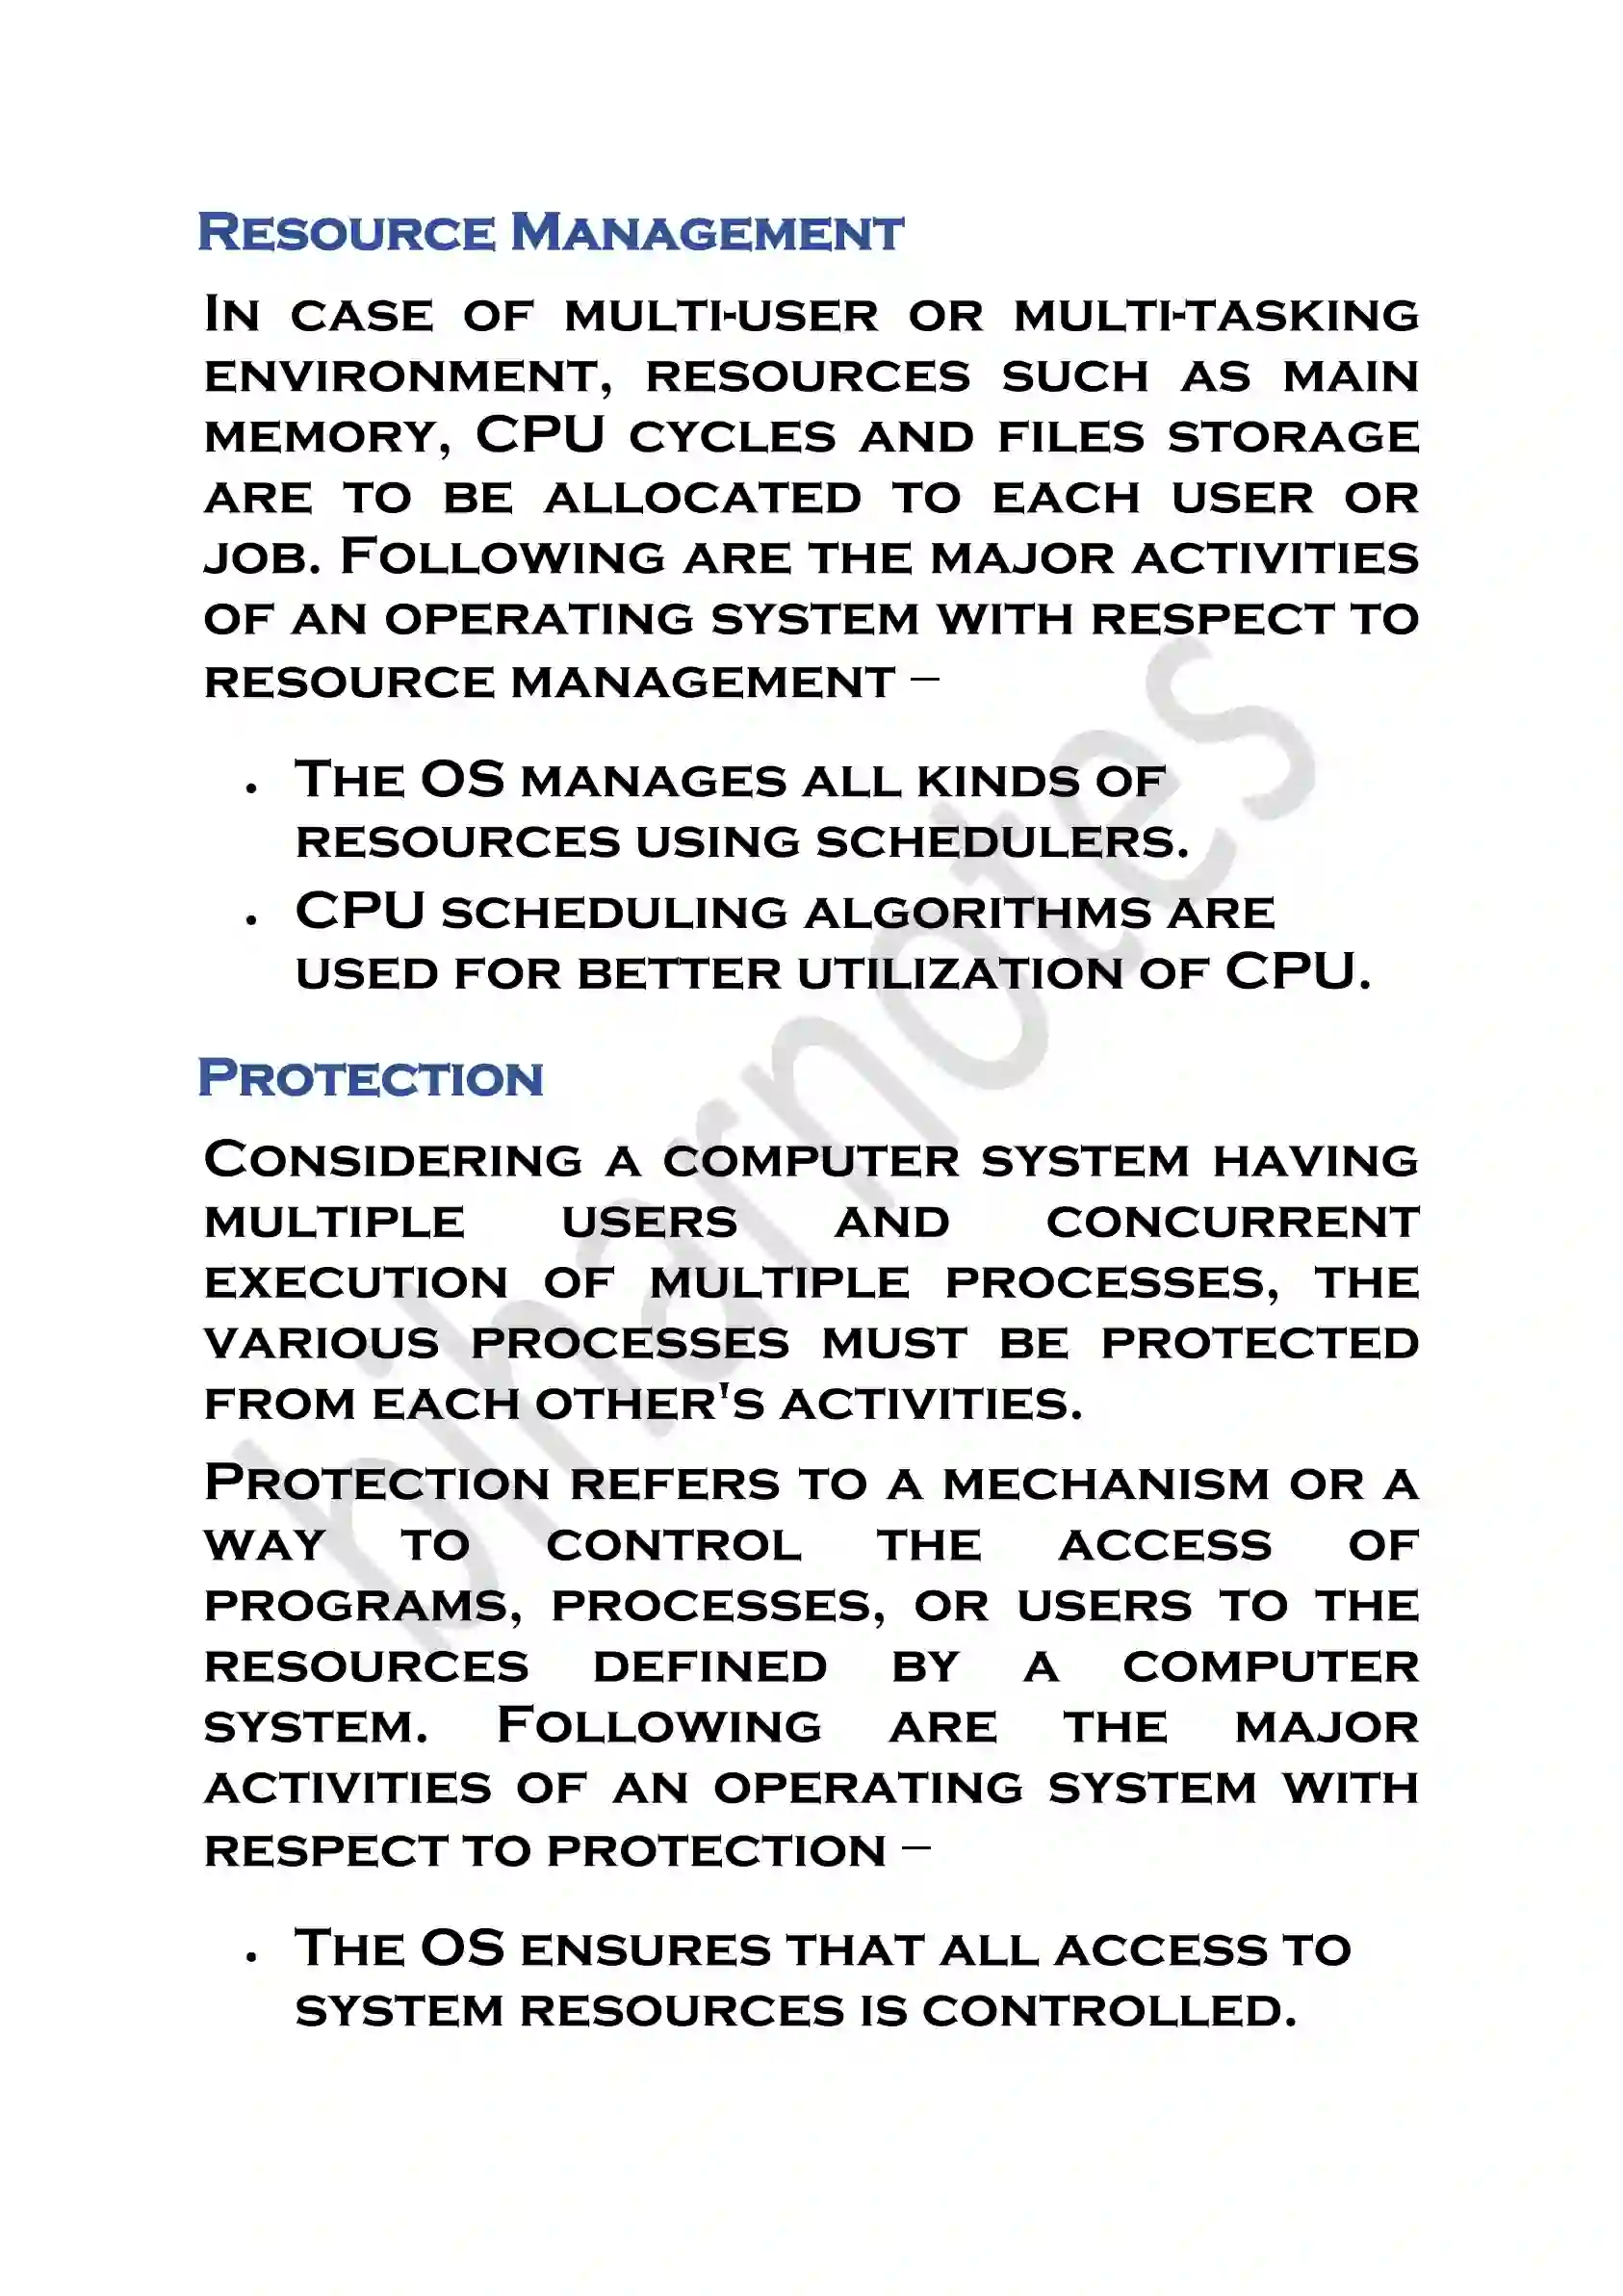 Resource Management
In case of multi-user or multi-tasking
environment, resources such as main
memory, CPU cycles and files storage
are to be allocated to each user or
job. Following are the major activities
of an operating system with respect to
resource management –
• The OS manages all kinds of
resources using schedulers.
• CPU scheduling algorithms are
used for better utilization of CPU.
Protection
Considering a computer system having
multiple users and concurrent
execution of multiple processes, the
various processes must be protected
from each other's activities.
Protection refers to a mechanism or a
way to control the access of
programs, processes, or users to the
resources defined by a computer
system. Following are the major
activities of an operating system with
respect to protection –
• The OS ensures that all access to
system resources is controlled.
biharnotes